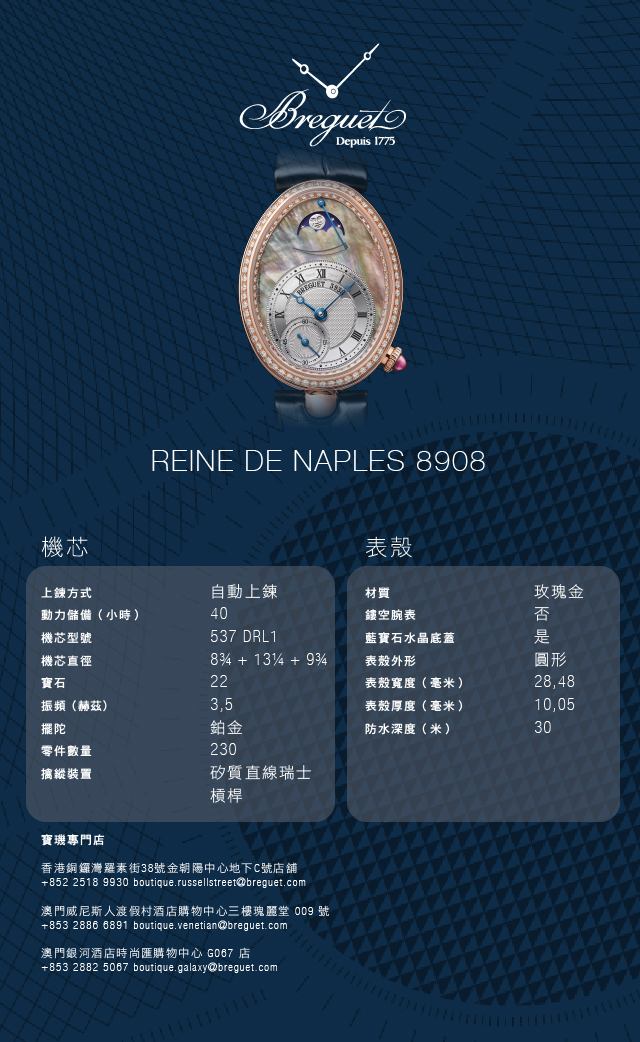 Breguet
Depuis 1775
BREGUET
REINE DE NAPLES 8908
機芯
上鍊方式 自動上鍊
動力儲備（小時） 40
機芯型號 537 DRL1
機芯直徑 8¾ + 13¼ + 9¾
寶石 22
振頻（赫茲） 3,5
擺陀 鉑金
零件數量 230
擒縱裝置 矽質直線瑞士
槓桿
表殼
材質 玫瑰金
鏤空腕表 否
藍寶石水晶底蓋 是
表殼外形 圓形
表殼寬度（毫米） 28,48
表殼厚度（毫米） 10,05
防水深度（米） 30
寶璣專門店
香港銅鑼灣羅素街38號金朝陽中心地下C號店舖
+852 2518 9930 boutique.russellstreet@breguet.com
澳門威尼斯人渡假村酒店購物中心三樓瑰麗堂 009 號
+853 2886 6891 boutique.venetian@breguet.com
澳門銀河酒店時尚匯購物中心 G067 店
+853 2882 5067 boutique.galaxy@breguet.com